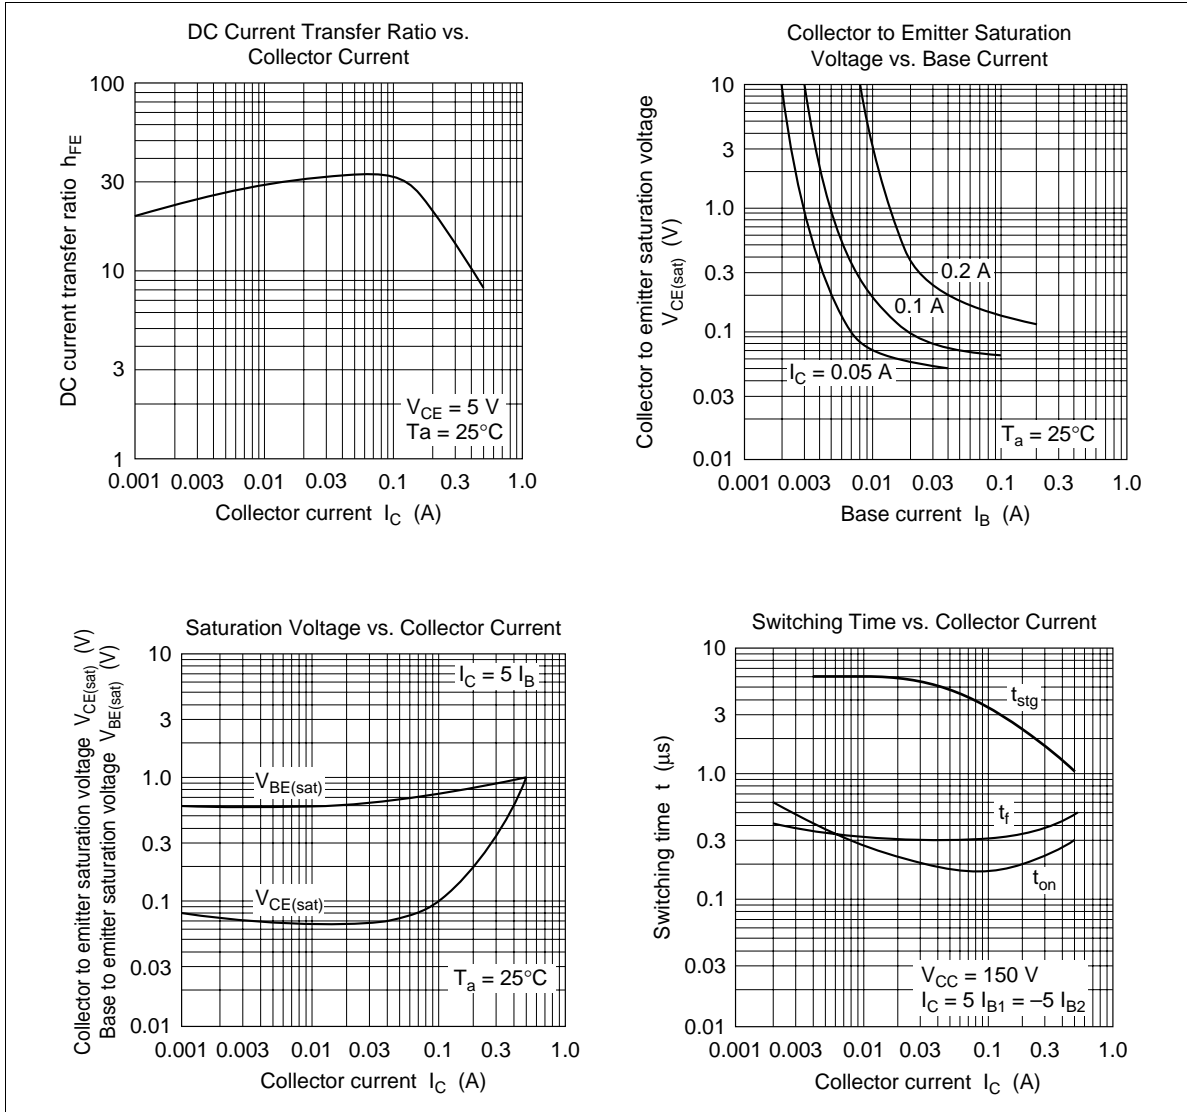 DC Current Transfer Ratio vs.
Collector Current
100
30
10
3
1
DC current transfer ratio hFE
VCE = 5 V
Ta = 25°C
0.001 0.003 0.01 0.03 0.1 0.3 1.0
Collector current IC (A)
Collector to Emitter Saturation
Voltage vs. Base Current
10
3
1.0
0.3
0.1
0.03
0.01
Collector to emitter saturation voltage
VCE(sat) (V)
0.2 A
0.1 A
IC = 0.05 A
Ta = 25°C
0.001 0.003 0.01 0.03 0.1 0.3 1.0
Base current IB (A)
Saturation Voltage vs. Collector Current
10
3
1.0
0.3
0.1
0.03
0.01
Collector to emitter saturation voltage VCE(sat) (V)
Base to emitter saturation voltage VBE(sat) (V)
IC = 5 IB
VBE(sat)
VCE(sat)
Ta = 25°C
0.001 0.003 0.01 0.03 0.1 0.3 1.0
Collector current IC (A)
Switching Time vs. Collector Current
10
3
1.0
0.3
0.1
0.03
0.01
Switching time t (µs)
tstg
tf
ton
VCC = 150 V
IC = 5 IB1 = –5 IB2
0.001 0.003 0.01 0.03 0.1 0.3 1.0
Collector current IC (A)